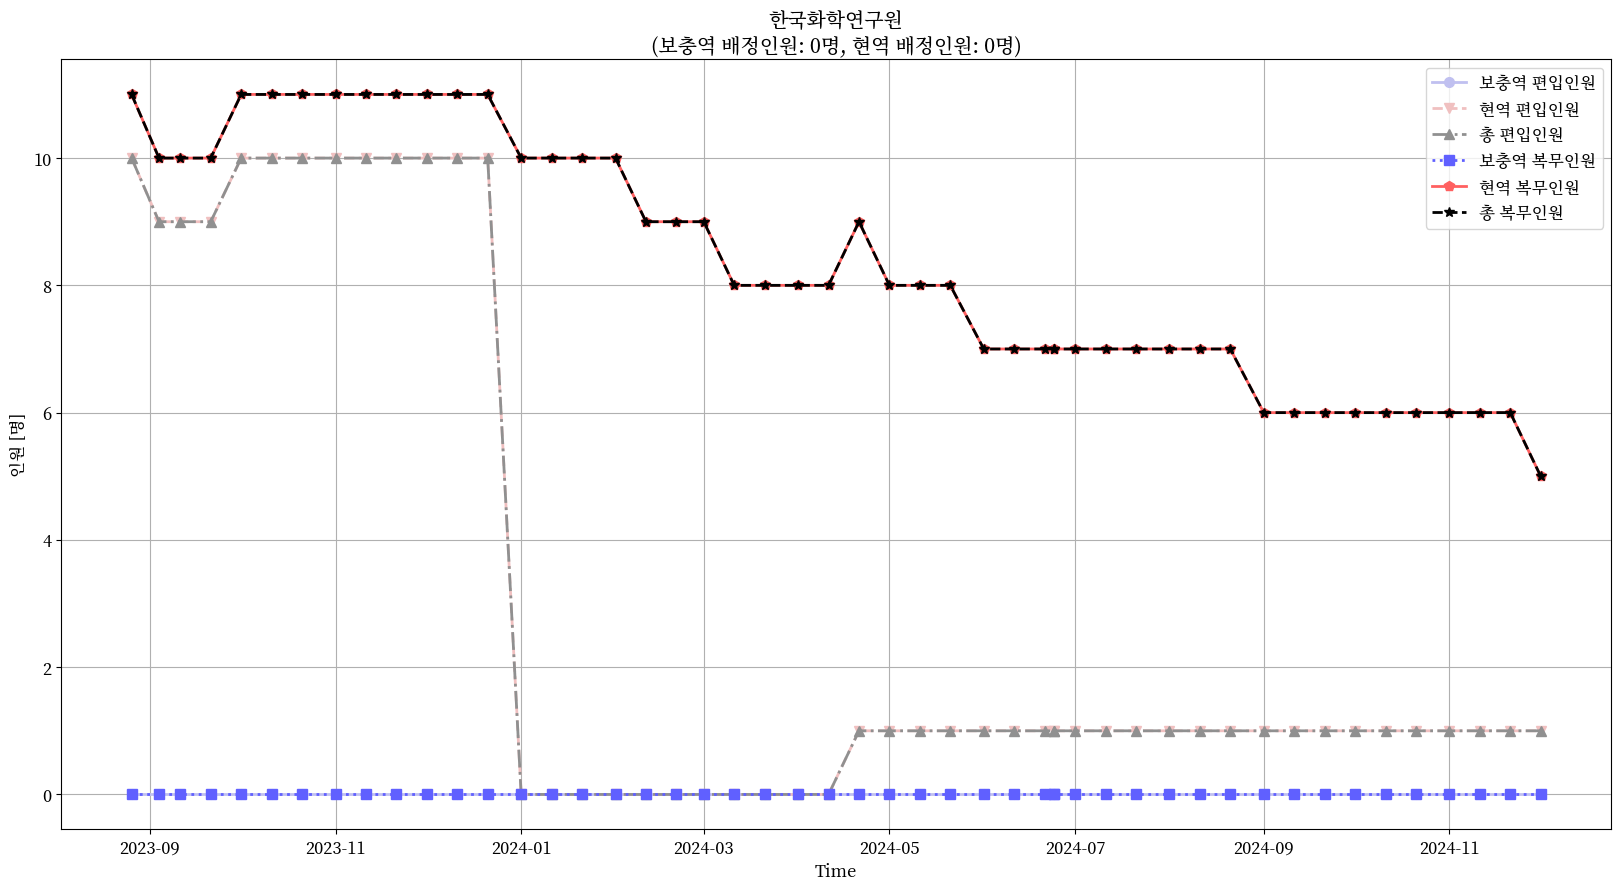 한국화학연구원
(보충역 배정인원: 0명, 현역 배정인원: 0명)
보충역 편입인원
현역 편입인원
총 편입인원
보충역 복무인원
현역 복무인원
총 복무인원
인원 [명]
10
8
6
4
2
0
2023-09
2023-11
2024-01
2024-03
2024-05
2024-07
2024-09
2024-11
Time